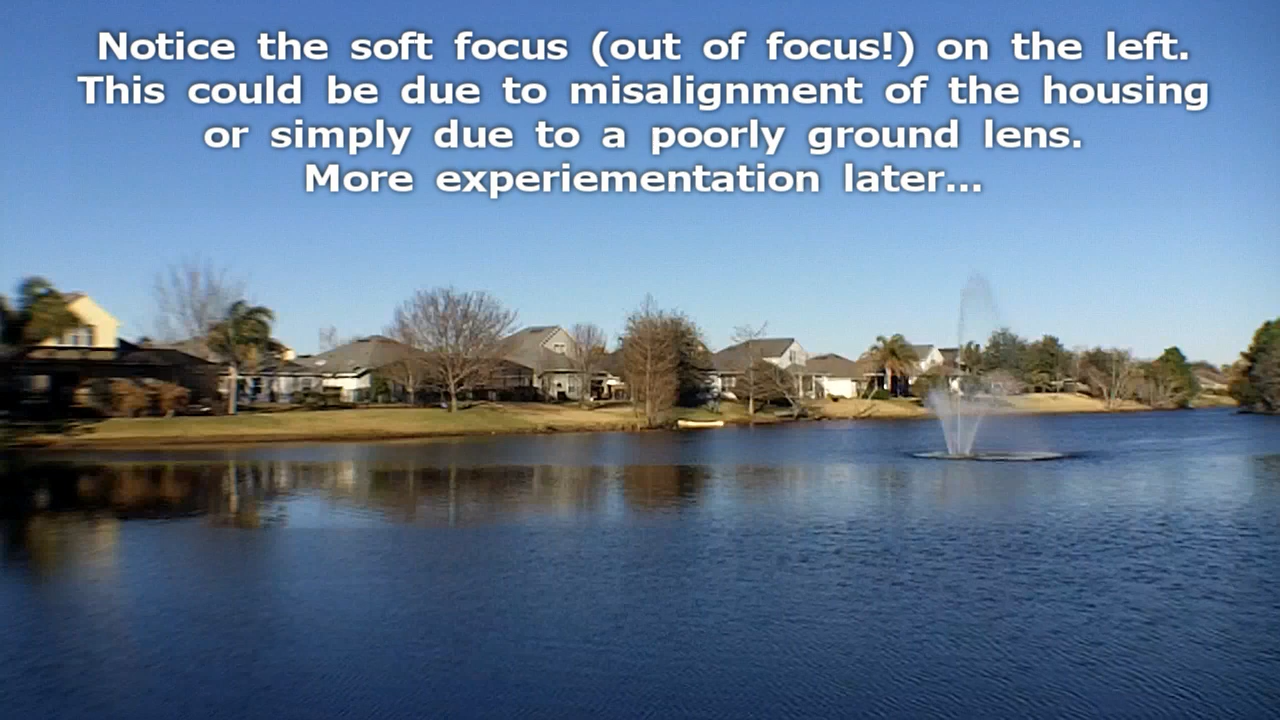 Notice the soft focus (out of focus!) on the left.
This could be due to misalignment of the housing
or simply due to a poorly ground lens.
More experiementation later...